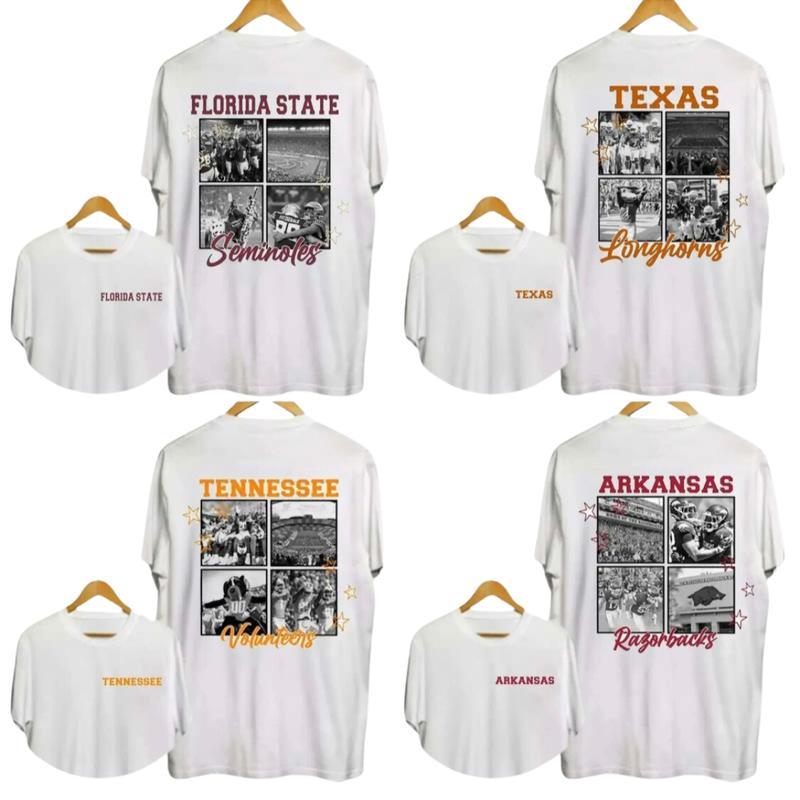 FLORIDA STATE
Seminoles
FLORIDA STATE
TEXAS
Longhorns
TEXAS
TENNESSEE
Volunteers
TENNESSEE
ARKANSAS
Razorbacks
ARKANSAS